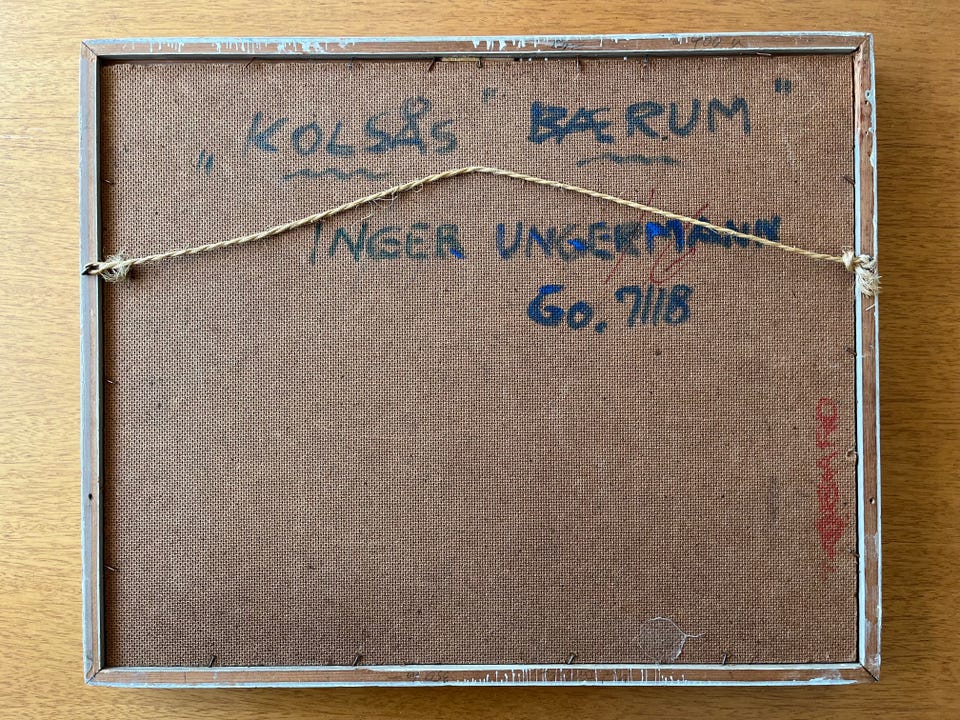 „KOLSÅS" BÆRUM"
INGER UNGERMANN
Go. 7118